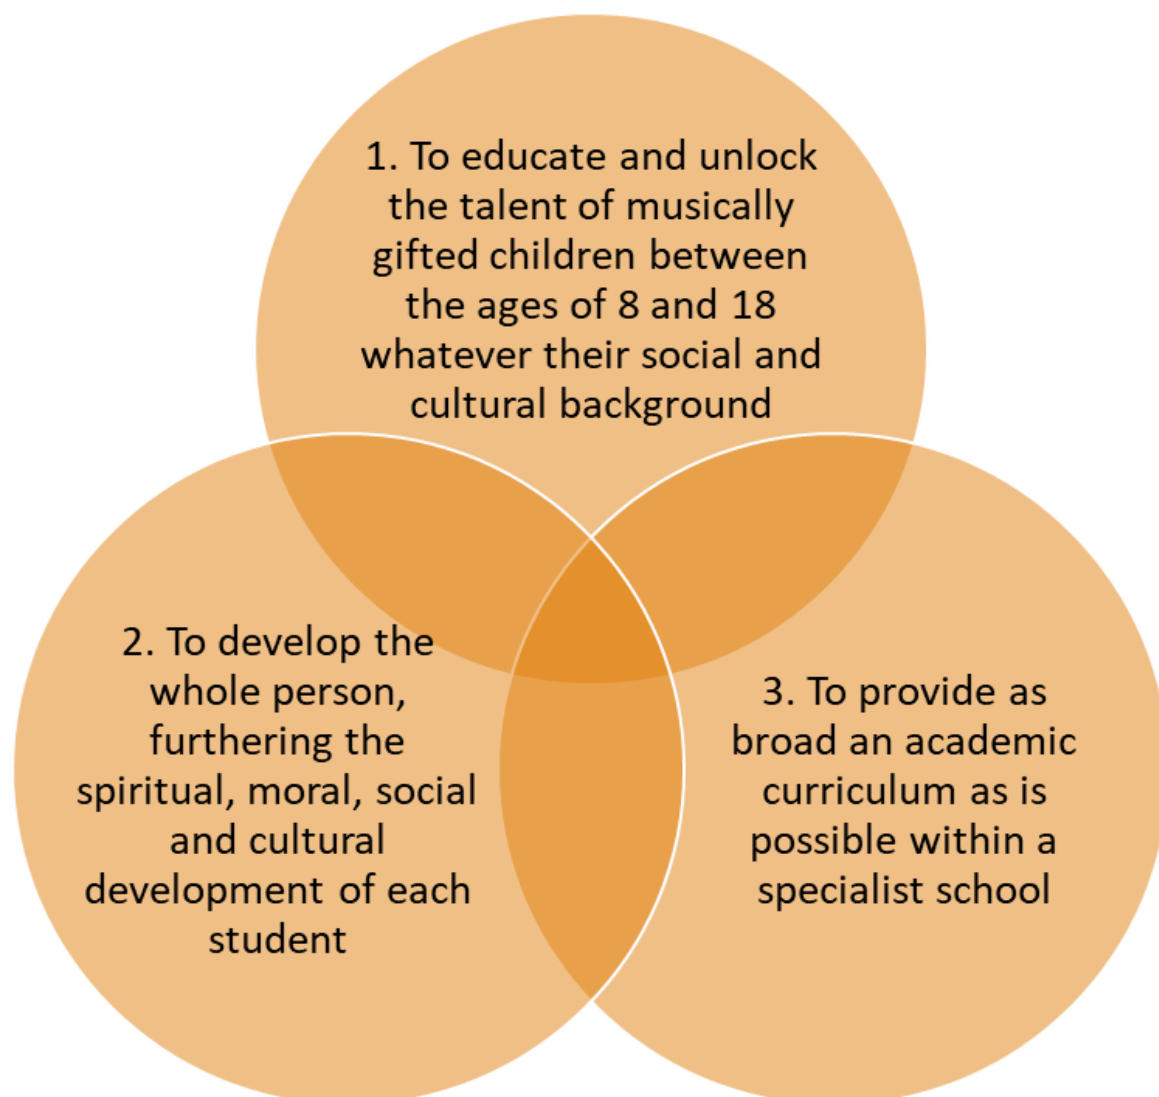 1. To educate and unlock
the talent of musically
gifted children between
the ages of 8 and 18
whatever their social and
cultural background
2. To develop the
whole person,
furthering the
spiritual, moral, social
and cultural
development of each
student
3. To provide as
broad an academic
curriculum as is
possible within a
specialist school